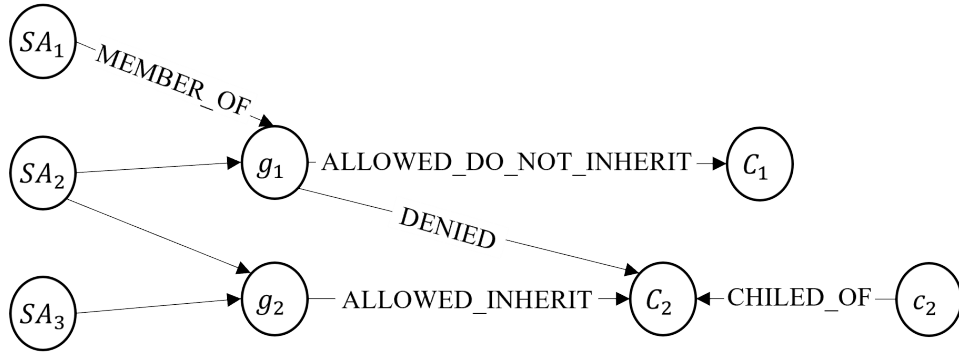 SA₁
MEMBER_OF
SA₂
g₁
ALLOWED_DO_NOT_INHERIT
C₁
DENIED
SA₃
g₂
ALLOWED_INHERIT
C₂
CHILED_OF
c₂